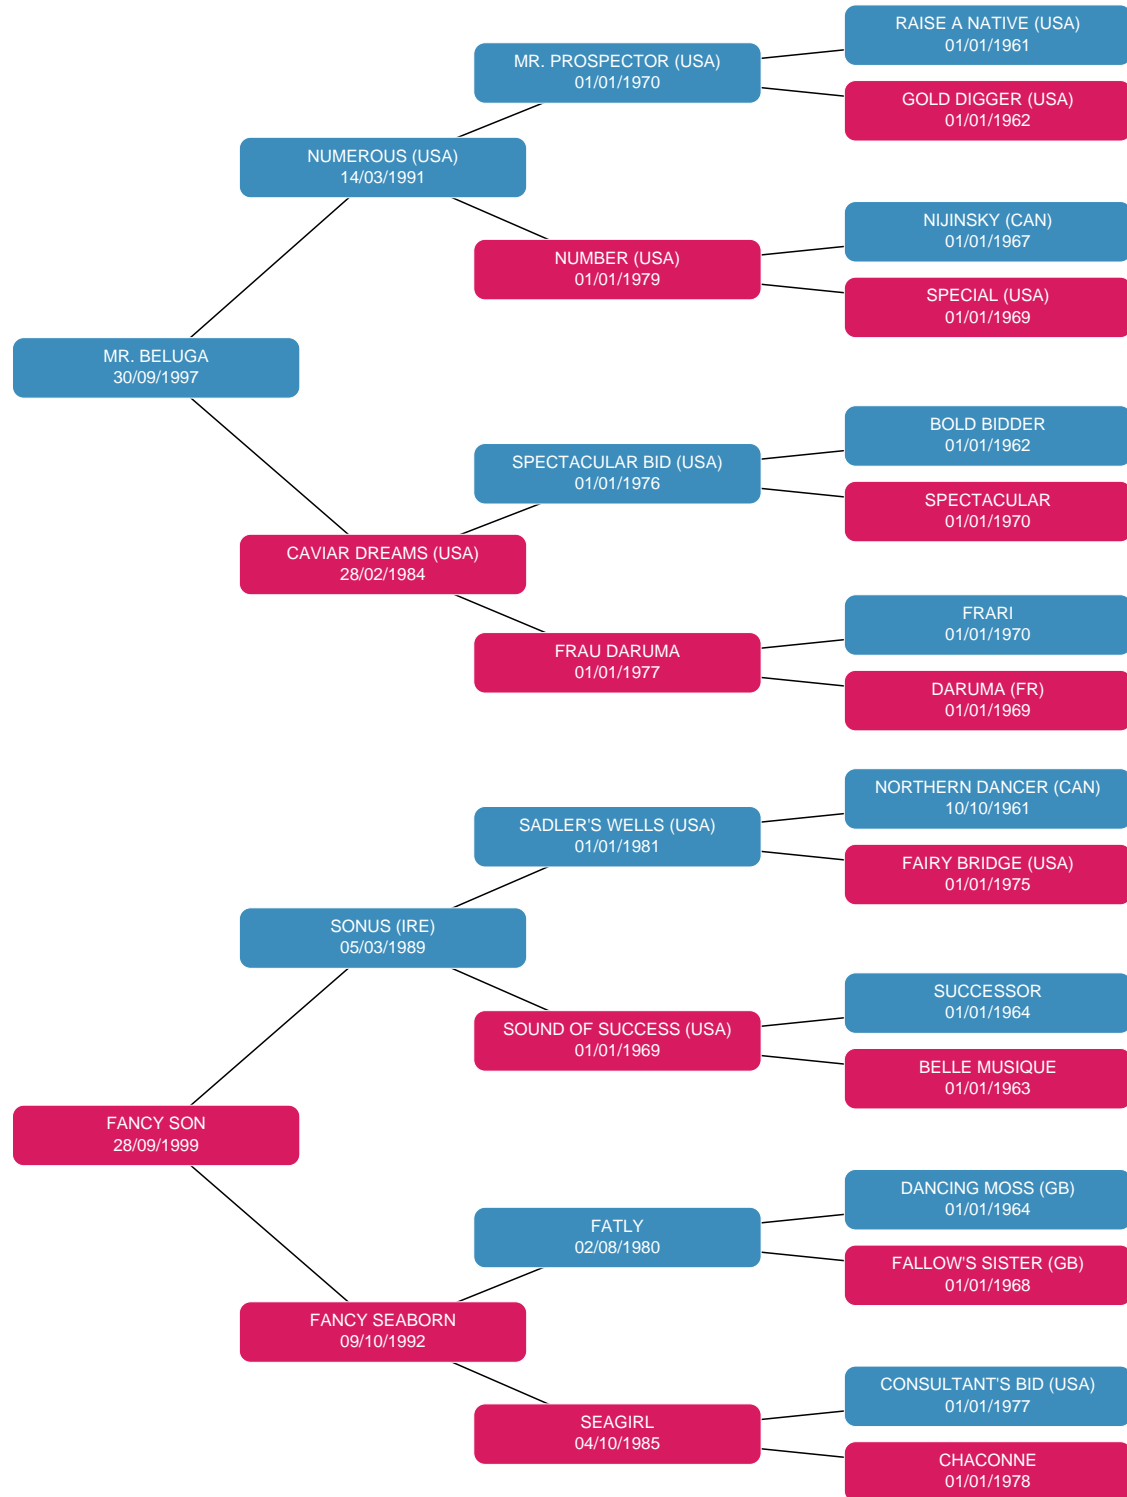 RAISE A NATIVE (USA)
01/01/1961
MR. PROSPECTOR (USA)
01/01/1970
GOLD DIGGER (USA)
01/01/1962
NUMEROUS (USA)
14/03/1991
NIJINSKY (CAN)
01/01/1967
NUMBER (USA)
01/01/1979
SPECIAL (USA)
01/01/1969
MR. BELUGA
30/09/1997
BOLD BIDDER
01/01/1962
SPECTACULAR BID (USA)
01/01/1976
SPECTACULAR
01/01/1970
CAVIAR DREAMS (USA)
28/02/1984
FRARI
01/01/1970
FRAU DARUMA
01/01/1977
DARUMA (FR)
01/01/1969
NORTHERN DANCER (CAN)
10/10/1961
SADLER'S WELLS (USA)
01/01/1981
FAIRY BRIDGE (USA)
01/01/1975
SONUS (IRE)
05/03/1989
SUCCESSOR
01/01/1964
SOUND OF SUCCESS (USA)
01/01/1969
BELLE MUSIQUE
01/01/1963
FANCY SON
28/09/1999
DANCING MOSS (GB)
01/01/1964
FATLY
02/08/1980
FALLOW'S SISTER (GB)
01/01/1968
FANCY SEABORN
09/10/1992
CONSULTANT'S BID (USA)
01/01/1977
SEAGIRL
04/10/1985
CHACONNE
01/01/1978